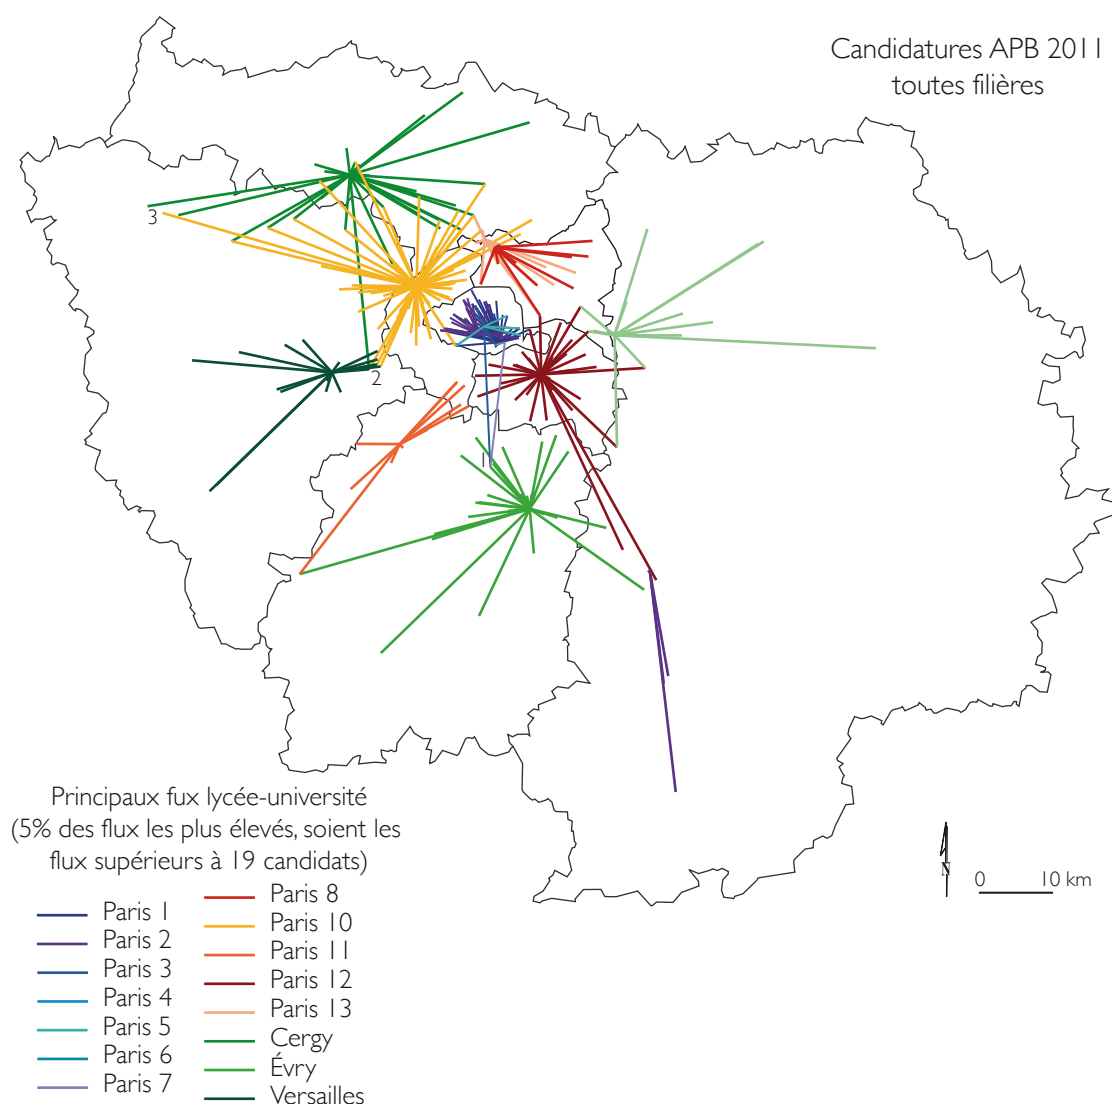 Candidatures APB 2011
toutes filières
3
2
1
Principaux fux lycée-université
(5% des flux les plus élevés, soient les
flux supérieurs à 19 candidats)
Paris 1
Paris 2
Paris 3
Paris 4
Paris 5
Paris 6
Paris 7
Paris 8
Paris 10
Paris 11
Paris 12
Paris 13
Cergy
Évry
Versailles
N
0 10 km